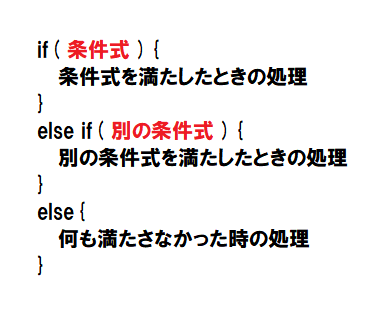 if ( 条件式 ) {
条件式を満たしたときの処理
}
else if ( 別の条件式 ) {
別の条件式を満たしたときの処理
}
else {
何も満たさなかった時の処理
}